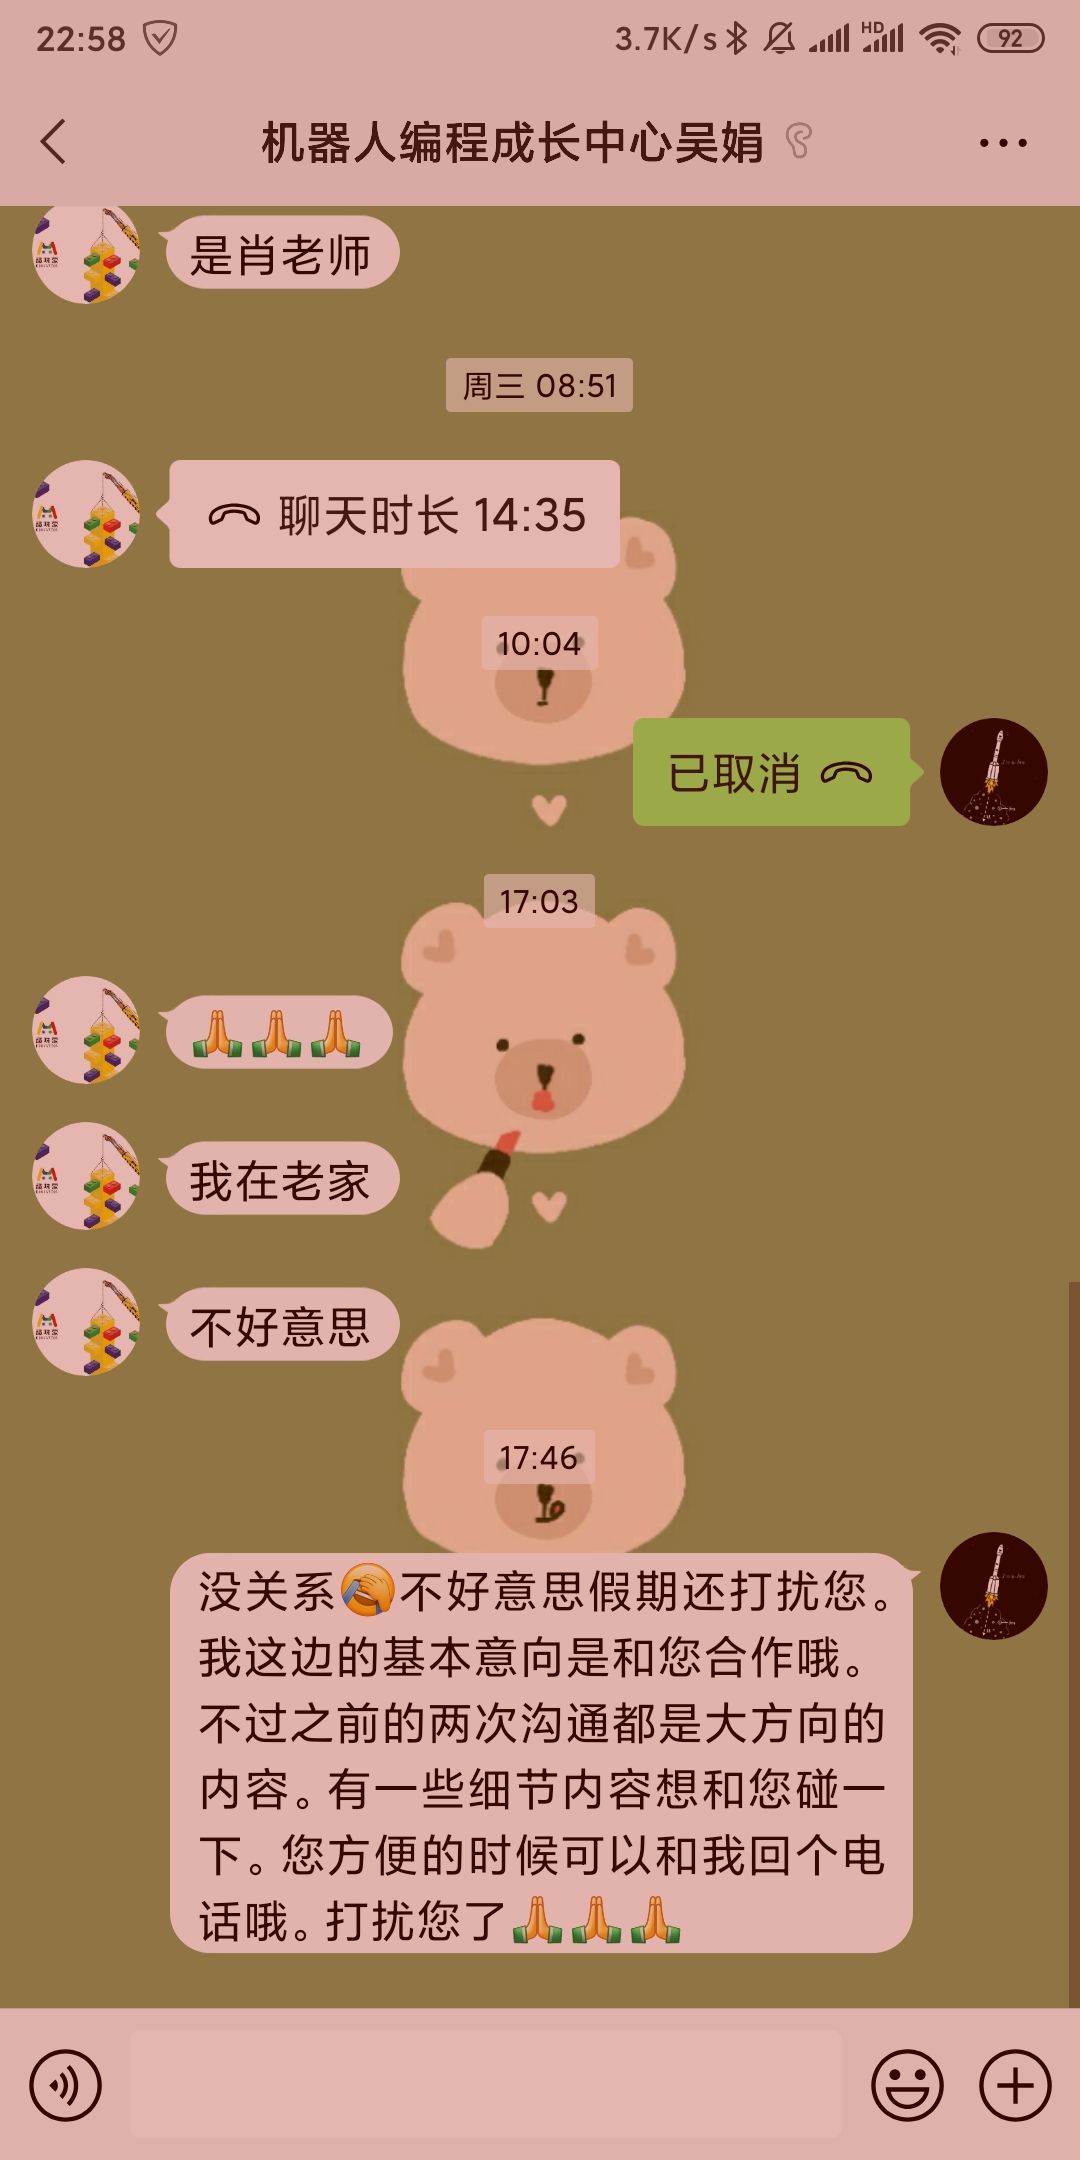 22:58
3.7K/s HD 92
机器人编程成长中心吴娟
是肖老师
周三 08:51
聊天时长 14:35
10:04
已取消
17:03
🙏🙏🙏
我在老家
不好意思
17:46
没关系🤦不好意思假期还打扰您。
我这边的基本意向是和您合作哦。
不过之前的两次沟通都是大方向的
内容。有一些细节内容想和您碰一
下。您方便的时候可以和我回个电
话哦。打扰您了🙏🙏🙏